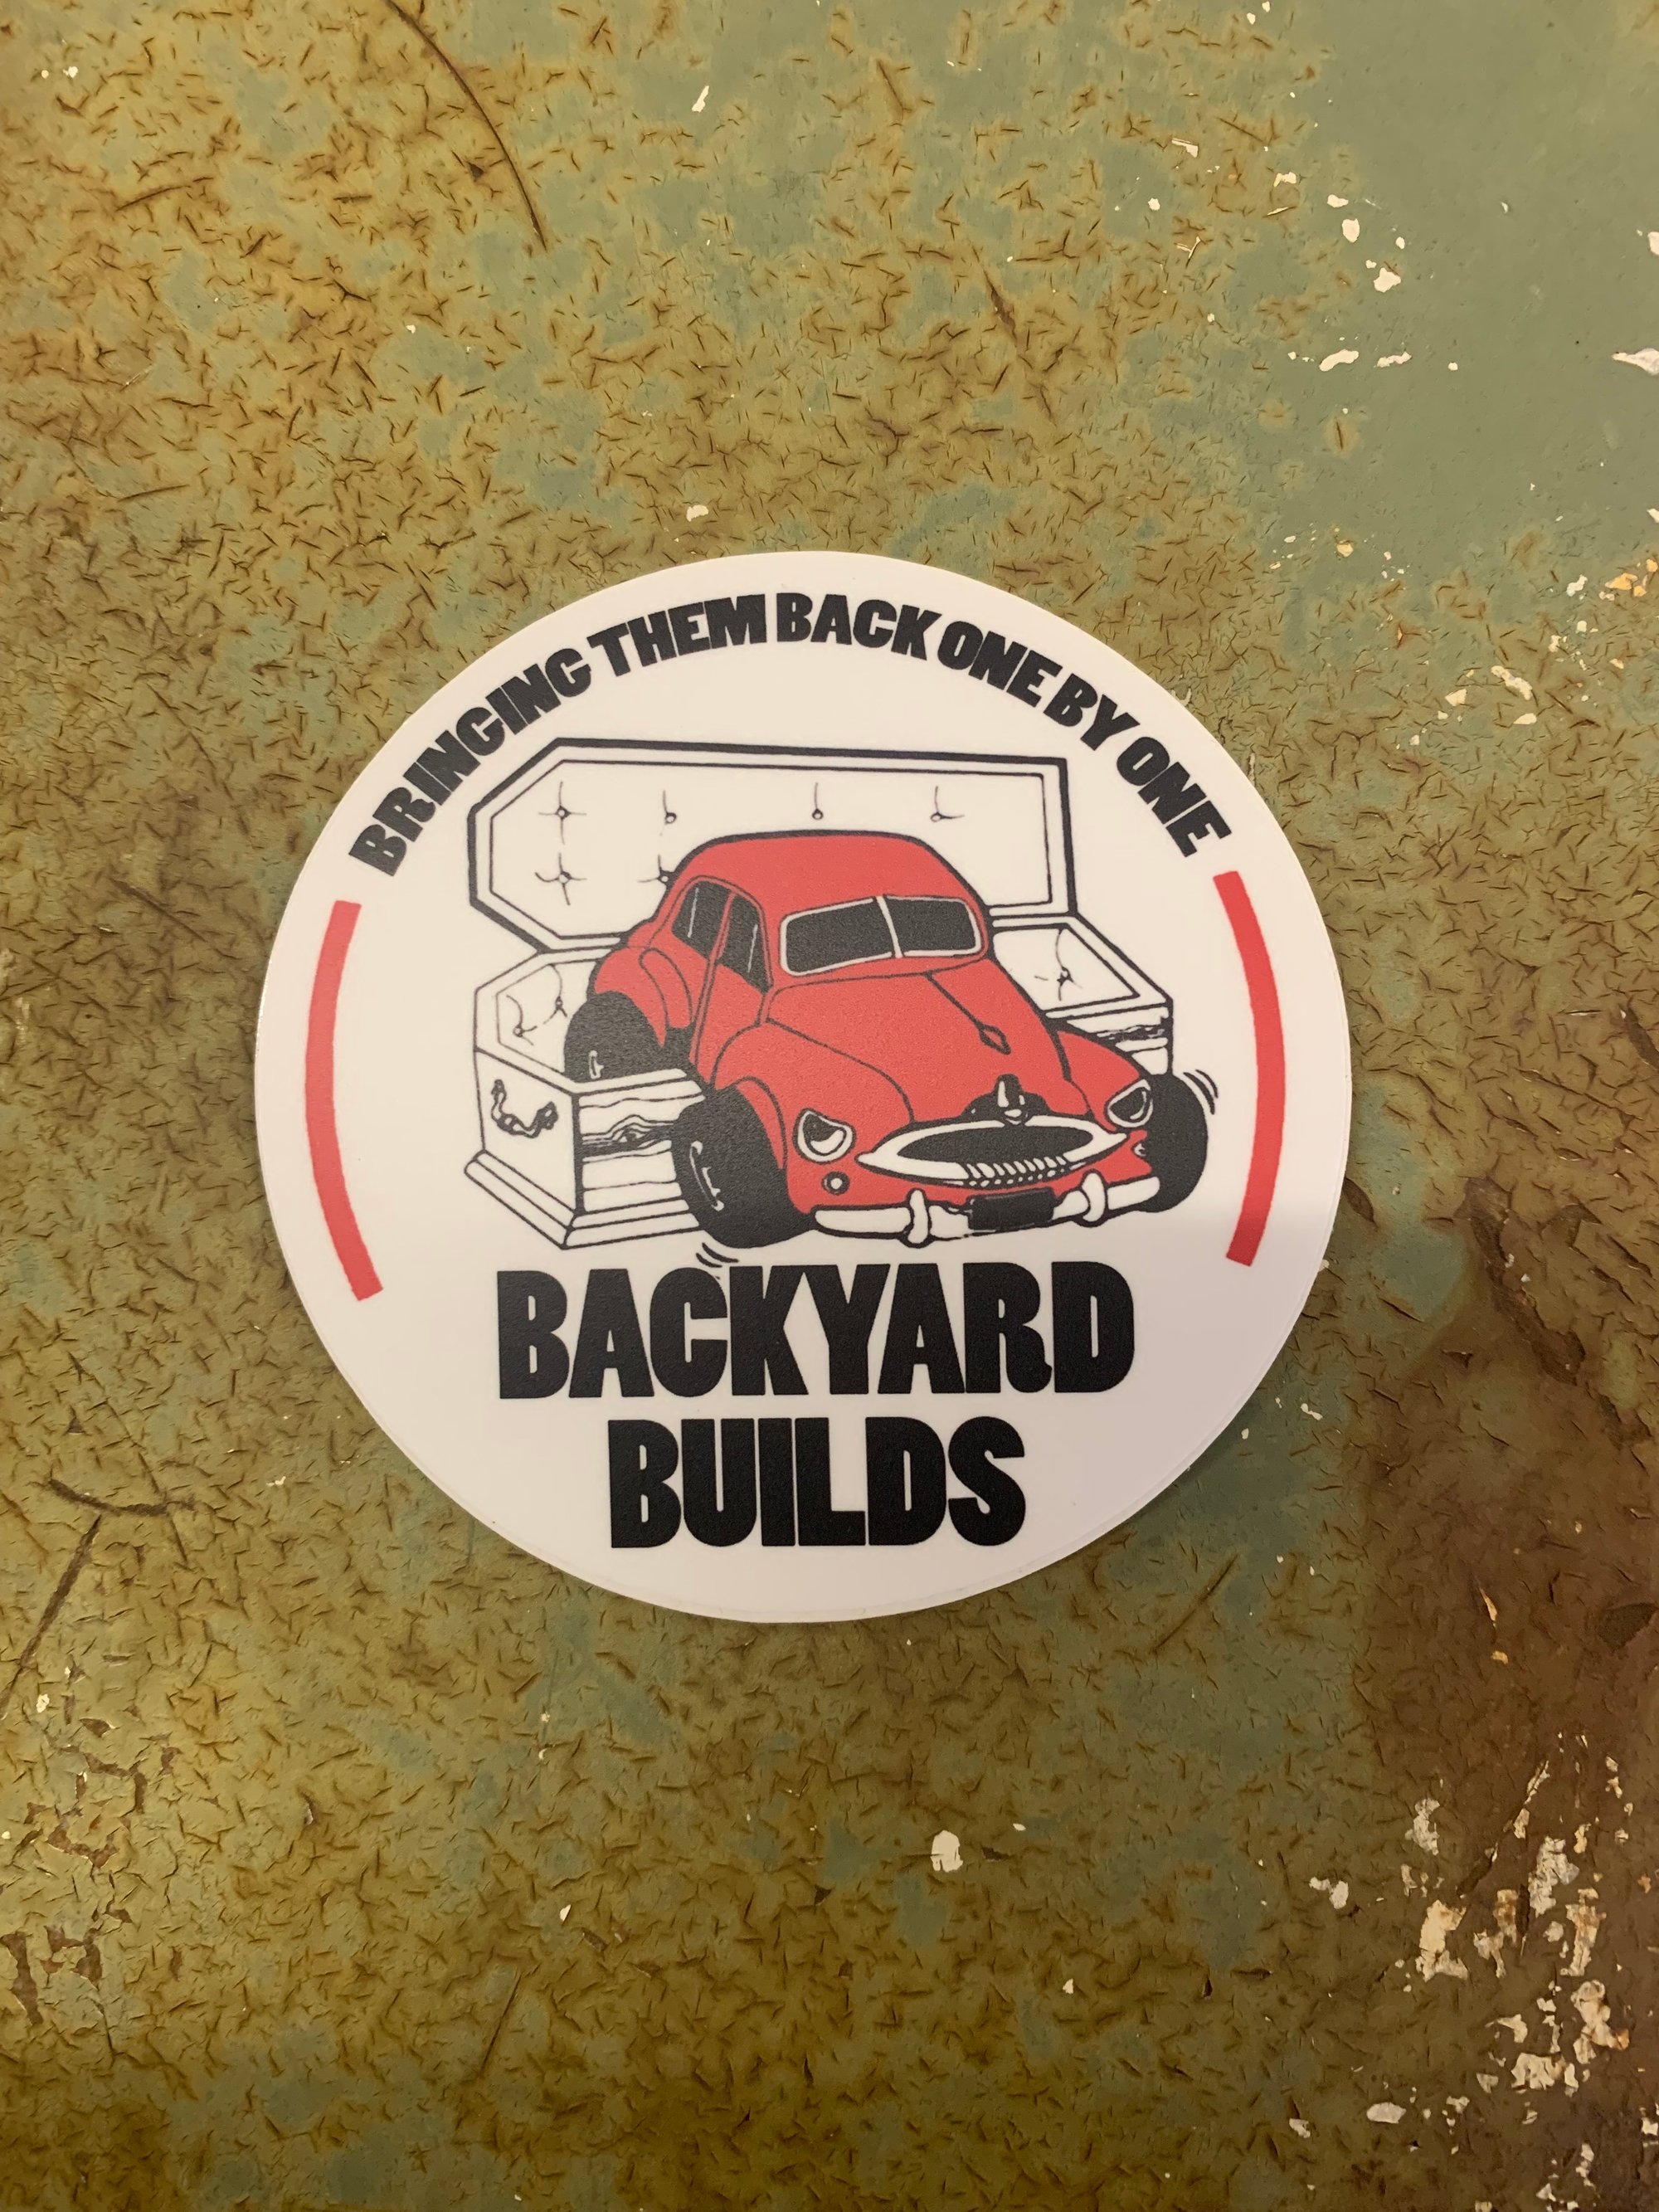 BRINGING THEM BACK ONE BY ONE
BACKYARD
BUILDS